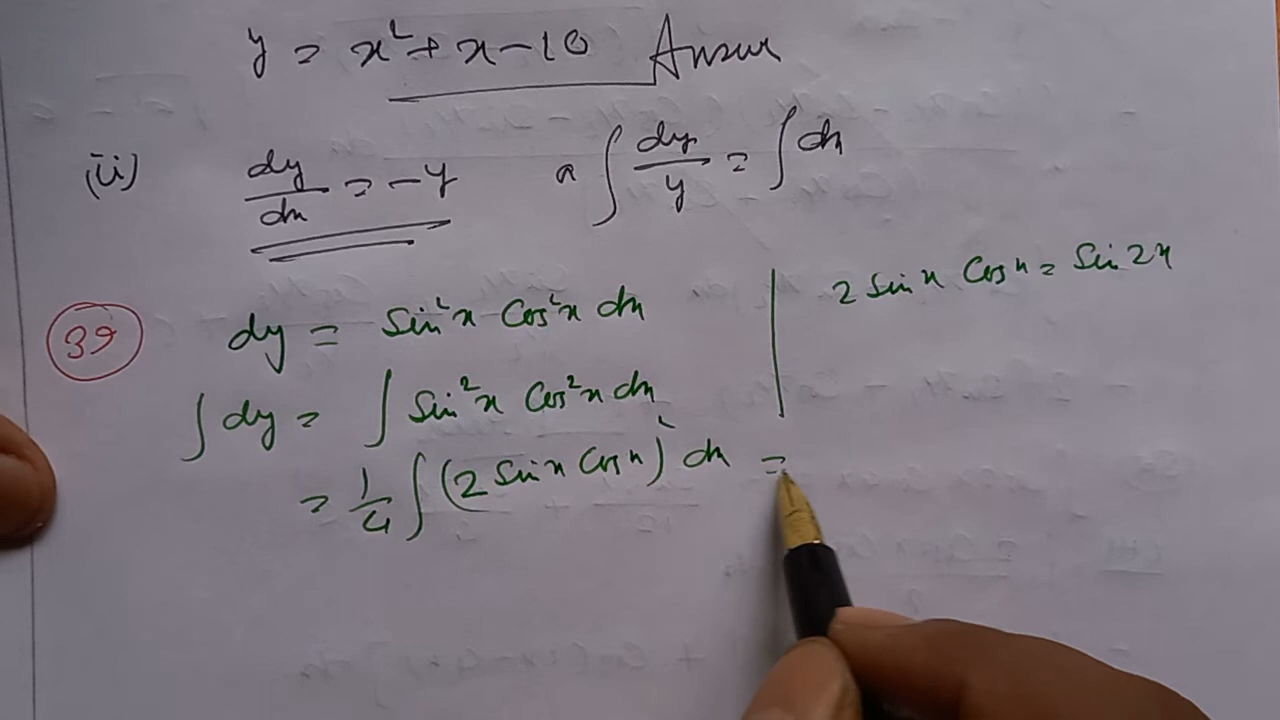 y = x² + x - 10 Answer
(ii) dy/dx = -y a ∫ dy/y = ∫ dx
39 dy = Sin²x Cos²x dx
2 Sin x Cos x = Sin 2x
∫ dy = ∫ Sin²x Cos²x dx
= 1/4 ∫ (2 Sin x Cos x)² dx =